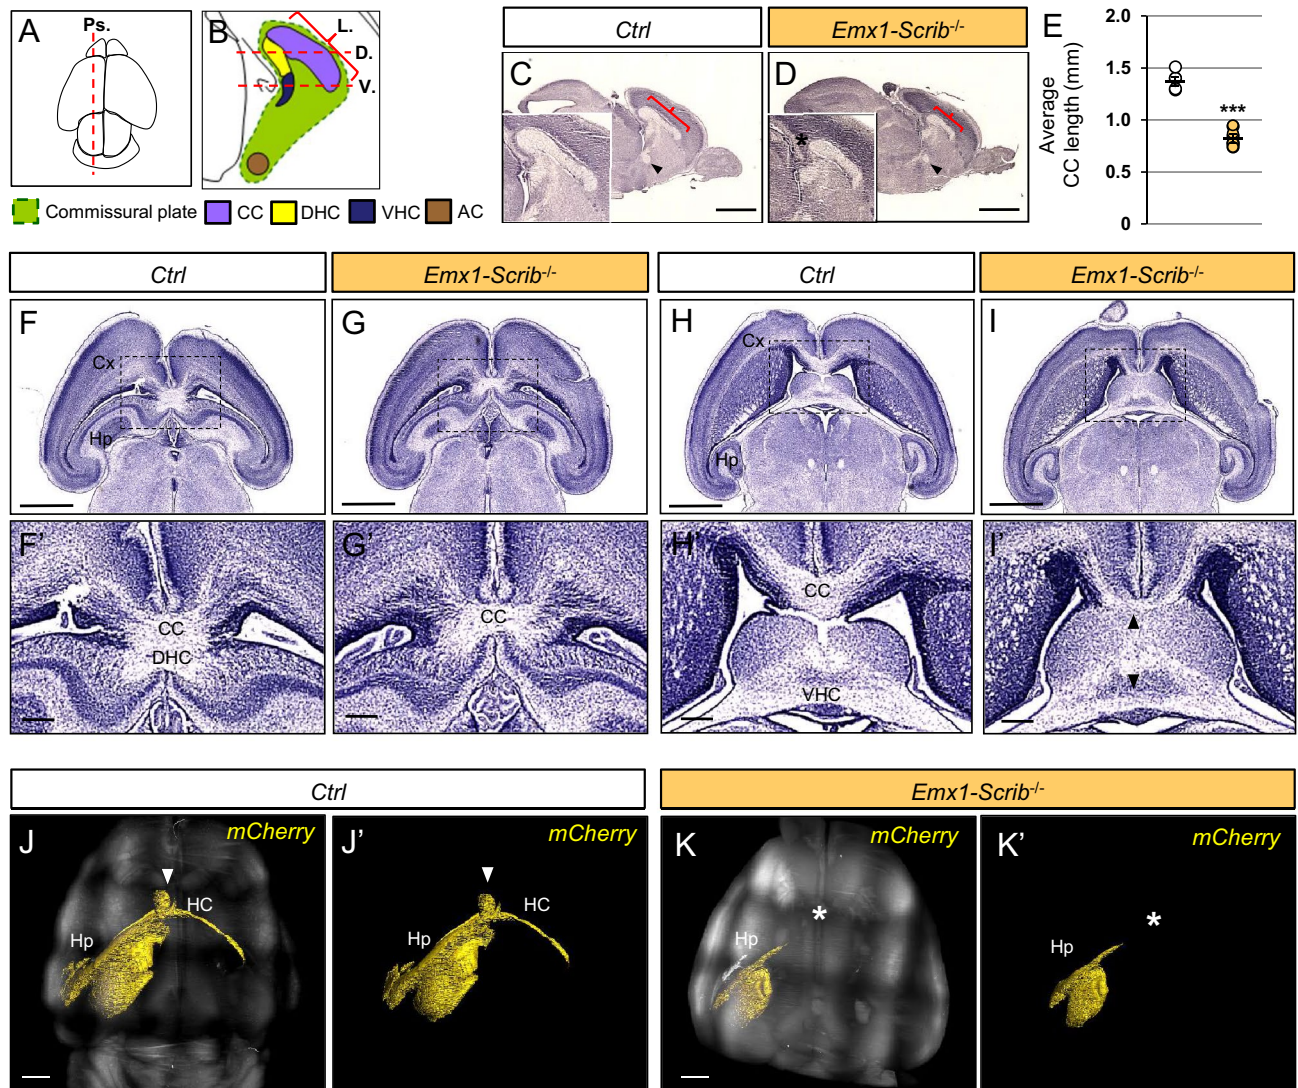 A
Ps.
B
L.
D.
V.
Commissural plate
CC
DHC
VHC
AC
Ctrl
Emx1-Scrib-/-
C
D
*
E
Average
CC length (mm)
2.0
1.5
1.0
0.5
0
***
Ctrl
Emx1-Scrib-/-
Ctrl
Emx1-Scrib-/-
F
Cx
Hp
G
H
Cx
Hp
I
F'
CC
DHC
G'
CC
H'
CC
VHC
I'
Ctrl
Emx1-Scrib-/-
J
mCherry
HC
Hp
J'
mCherry
HC
Hp
K
mCherry
*
Hp
K'
mCherry
*
Hp